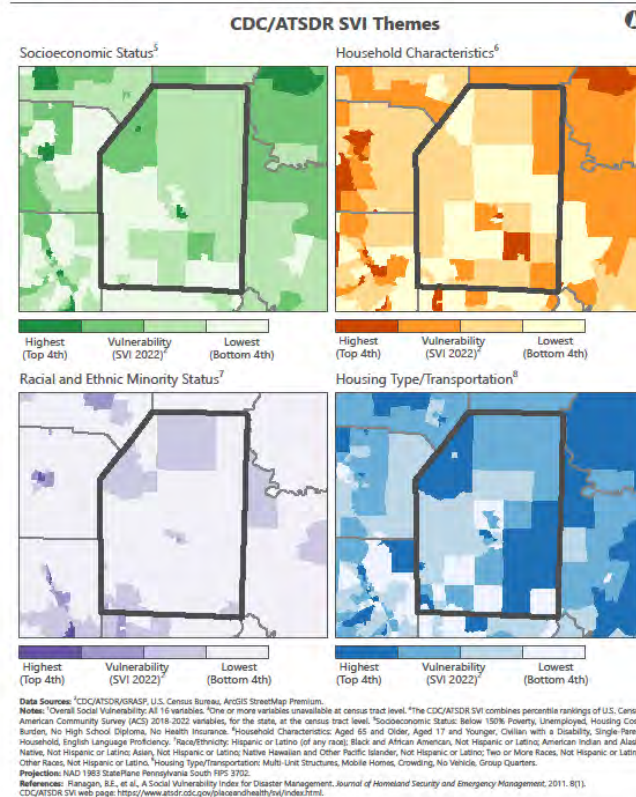 CDC/ATSDR SVI Themes
Socioeconomic Status⁵
Household Characteristics⁶
Highest (Top 4th)
Vulnerability (SVI 2022)²
Lowest (Bottom 4th)
Highest (Top 4th)
Vulnerability (SVI 2022)²
Lowest (Bottom 4th)
Racial and Ethnic Minority Status⁷
Housing Type/Transportation⁸
Highest (Top 4th)
Vulnerability (SVI 2022)²
Lowest (Bottom 4th)
Highest (Top 4th)
Vulnerability (SVI 2022)²
Lowest (Bottom 4th)
Data Sources: ²CDC/ATSDR/GRASP, U.S. Census Bureau, ArcGIS StreetMap Premium.
Notes: ¹Overall Social Vulnerability: All 16 variables. ³One or more variables unavailable at census tract level. ⁴The CDC/ATSDR SVI combines percentile rankings of U.S. Cens
American Community Survey (ACS) 2018-2022 variables, for the state, at the census tract level. ⁵Socioeconomic Status: Below 150% Poverty, Unemployed, Housing Co
Burden, No High School Diploma, No Health Insurance. ⁶Household Characteristics: Aged 65 and Older, Aged 17 and Younger, Civilian with a Disability, Single-Pare
Household, English Language Proficiency. ⁷Race/Ethnicity: Hispanic or Latino (of any race); Black and African American, Not Hispanic or Latino; American Indian and Alas
Native, Not Hispanic or Latino; Asian, Not Hispanic or Latino; Native Hawaiian and Other Pacific Islander, Not Hispanic or Latino; Two or More Races, Not Hispanic or Latin
Other Races, Not Hispanic or Latino. ⁸Housing Type/Transportation: Multi-Unit Structures, Mobile Homes, Crowding, No Vehicle, Group Quarters.
Projection: NAD 1983 StatePlane Pennsylvania South FIPS 3702.
References: Flanagan, B.E., et al., A Social Vulnerability Index for Disaster Management. Journal of Homeland Security and Emergency Management, 2011. 8(1).
CDC/ATSDR SVI web page: https://www.atsdr.cdc.gov/placeandhealth/svi/index.html.